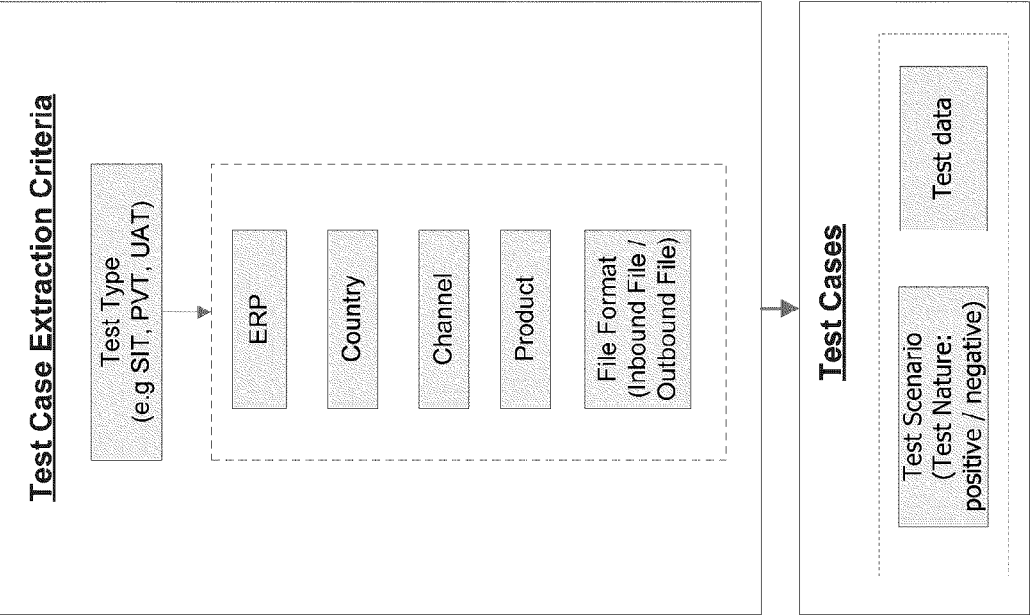 Test Case Extraction Criteria
Test Type
(e.g SIT, PVT, UAT)
ERP
Country
Channel
Product
File Format
(Inbound File /
Outbound File)
Test Cases
Test Scenario
(Test Nature:
positive / negative)
Test data